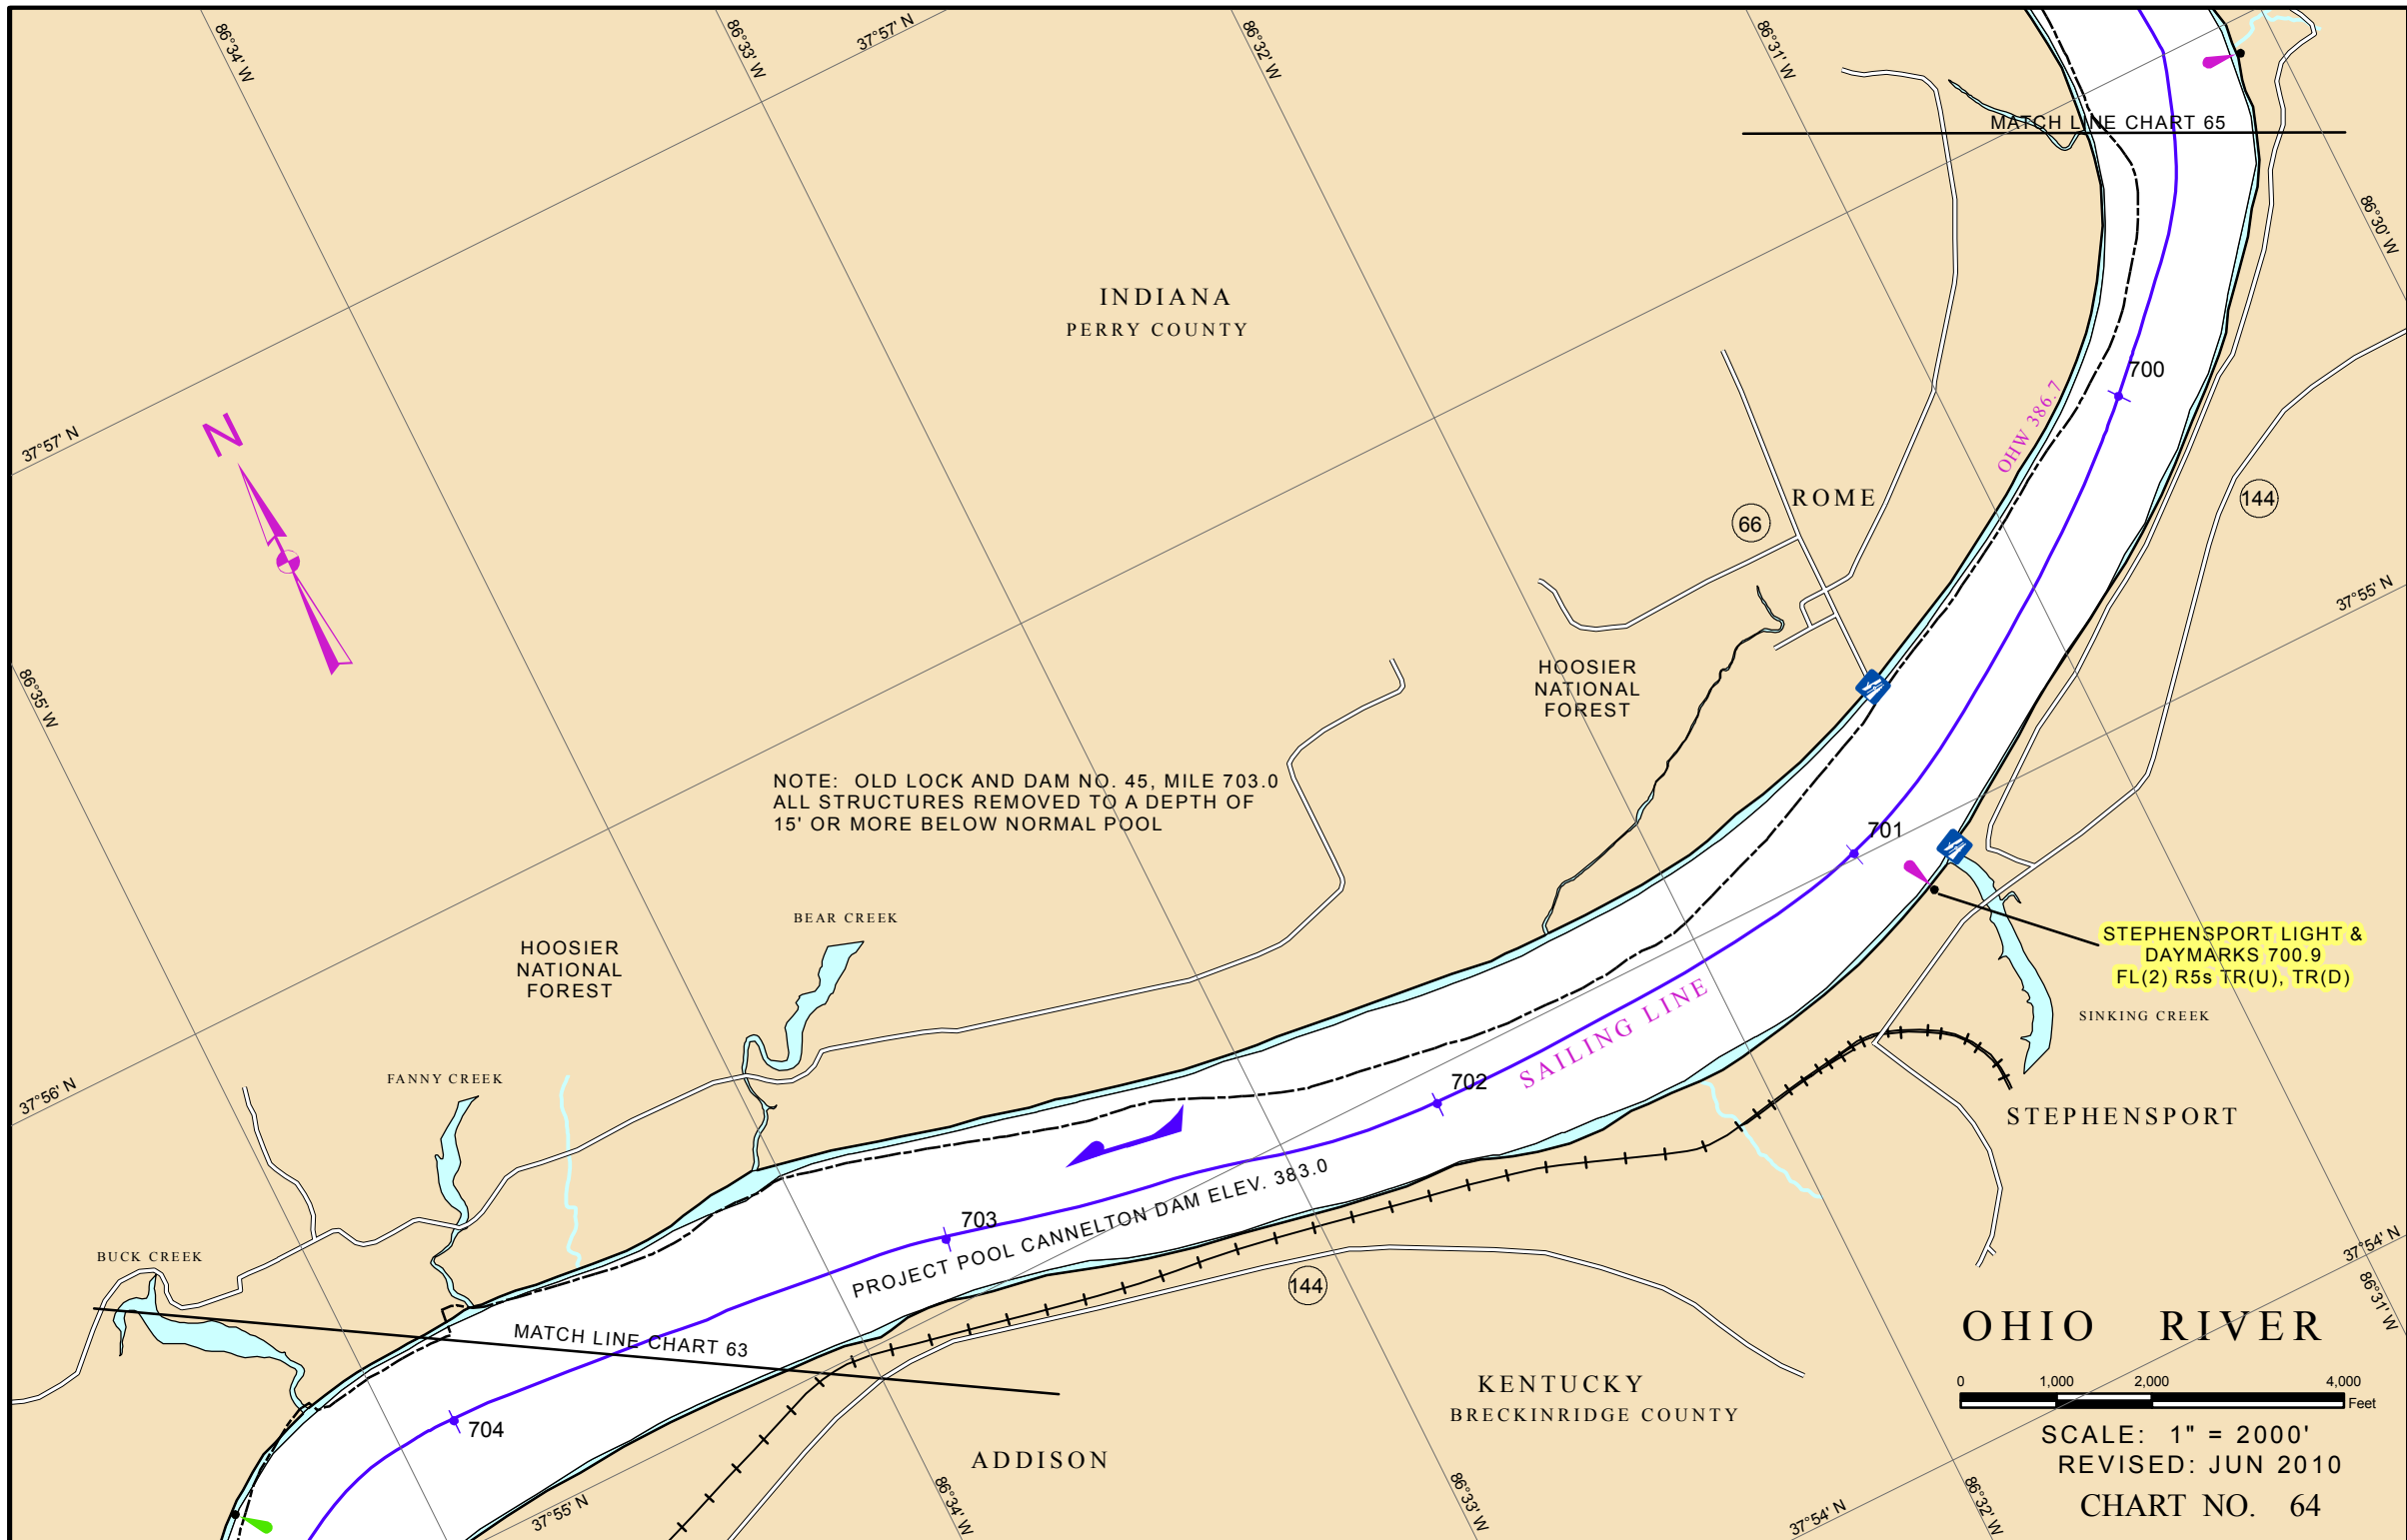 86°34' W
86°33' W
37°57' N
86°32' W
86°31' W
MATCH LINE CHART 65
86°30' W
INDIANA
PERRY COUNTY
700
OHW 386.7
37°57' N
N
ROME
66
144
37°55' N
86°35' W
HOOSIER
NATIONAL
FOREST
NOTE: OLD LOCK AND DAM NO. 45, MILE 703.0
ALL STRUCTURES REMOVED TO A DEPTH OF
15' OR MORE BELOW NORMAL POOL
701
BEAR CREEK
HOOSIER
NATIONAL
FOREST
STEPHENSPORT LIGHT &
DAYMARKS 700.9
FL(2) R5s TR(U), TR(D)
SINKING CREEK
SAILING LINE
702
FANNY CREEK
37°56' N
STEPHENSPORT
703
PROJECT POOL CANNELTON DAM ELEV. 383.0
BUCK CREEK
144
37°54' N
86°31' W
MATCH LINE CHART 63
OHIO RIVER
0 1,000 2,000 4,000
Feet
KENTUCKY
BRECKINRIDGE COUNTY
704
ADDISON
SCALE: 1" = 2000'
REVISED: JUN 2010
CHART NO. 64
37°55' N
86°34' W
86°33' W
37°54' N
86°32' W